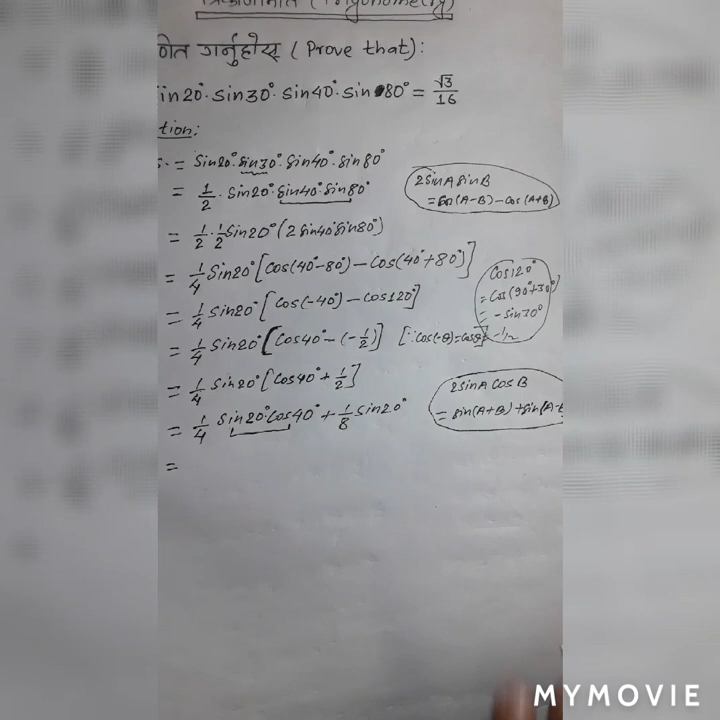 (Trigonometry)
गर्नुहोस् (Prove that):
in20°·Sin30°·Sin40°·Sin80° = √3/16
tion:
= Sin20°·Sin30°·Sin40°·Sin80°
= 1/2·Sin20°·Sin40°·Sin80°
2SinA SinB
= Cos(A-B) - Cos(A+B)
= 1/2·1/2 Sin20° (2Sin40°Sin80°)
= 1/4 Sin20° [Cos(40°-80°) - Cos(40°+80°)]
= 1/4 Sin20° [Cos(-40°) - Cos120°]
Cos120°
= Cos(90°+30°)
= -Sin30°
= -1/2
= 1/4 Sin20° [Cos40° - (-1/2)] [∵Cos(-θ)=Cosθ]
= 1/4 Sin20° [Cos40° + 1/2]
= 1/4 Sin20°Cos40° + 1/8 Sin20°
2SinA CosB
= Sin(A+B) + Sin(A-B
=
MYMOVIE